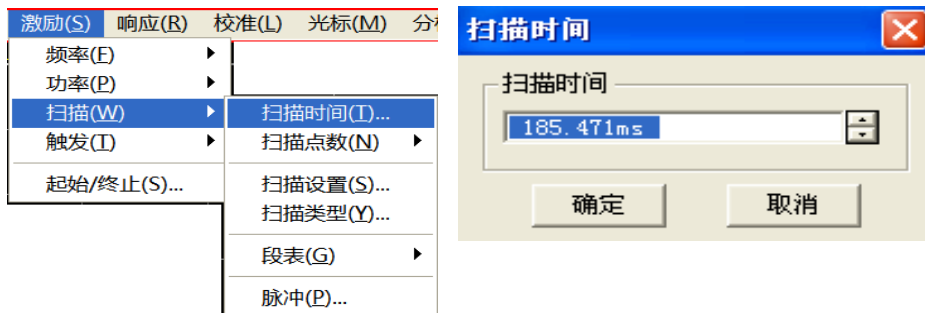 激励(S) 响应(R) 校准(L) 光标(M)
频率(F)
功率(P)
扫描(W)
触发(T)
起始/终止(S)...
扫描时间(T)...
扫描点数(N)
扫描设置(S)...
扫描类型(Y)...
段表(G)
脉冲(P)...
扫描时间
扫描时间
185.471ms
确定 取消